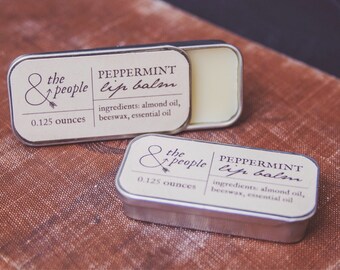 & the people
PEPPERMINT
lip balm
0.125 ounces
ingredients: almond oil,
beeswax, essential oil
& the people
PEPPERMINT
lip balm
0.125 ounces
ingredients: almond oil,
beeswax, essential oil